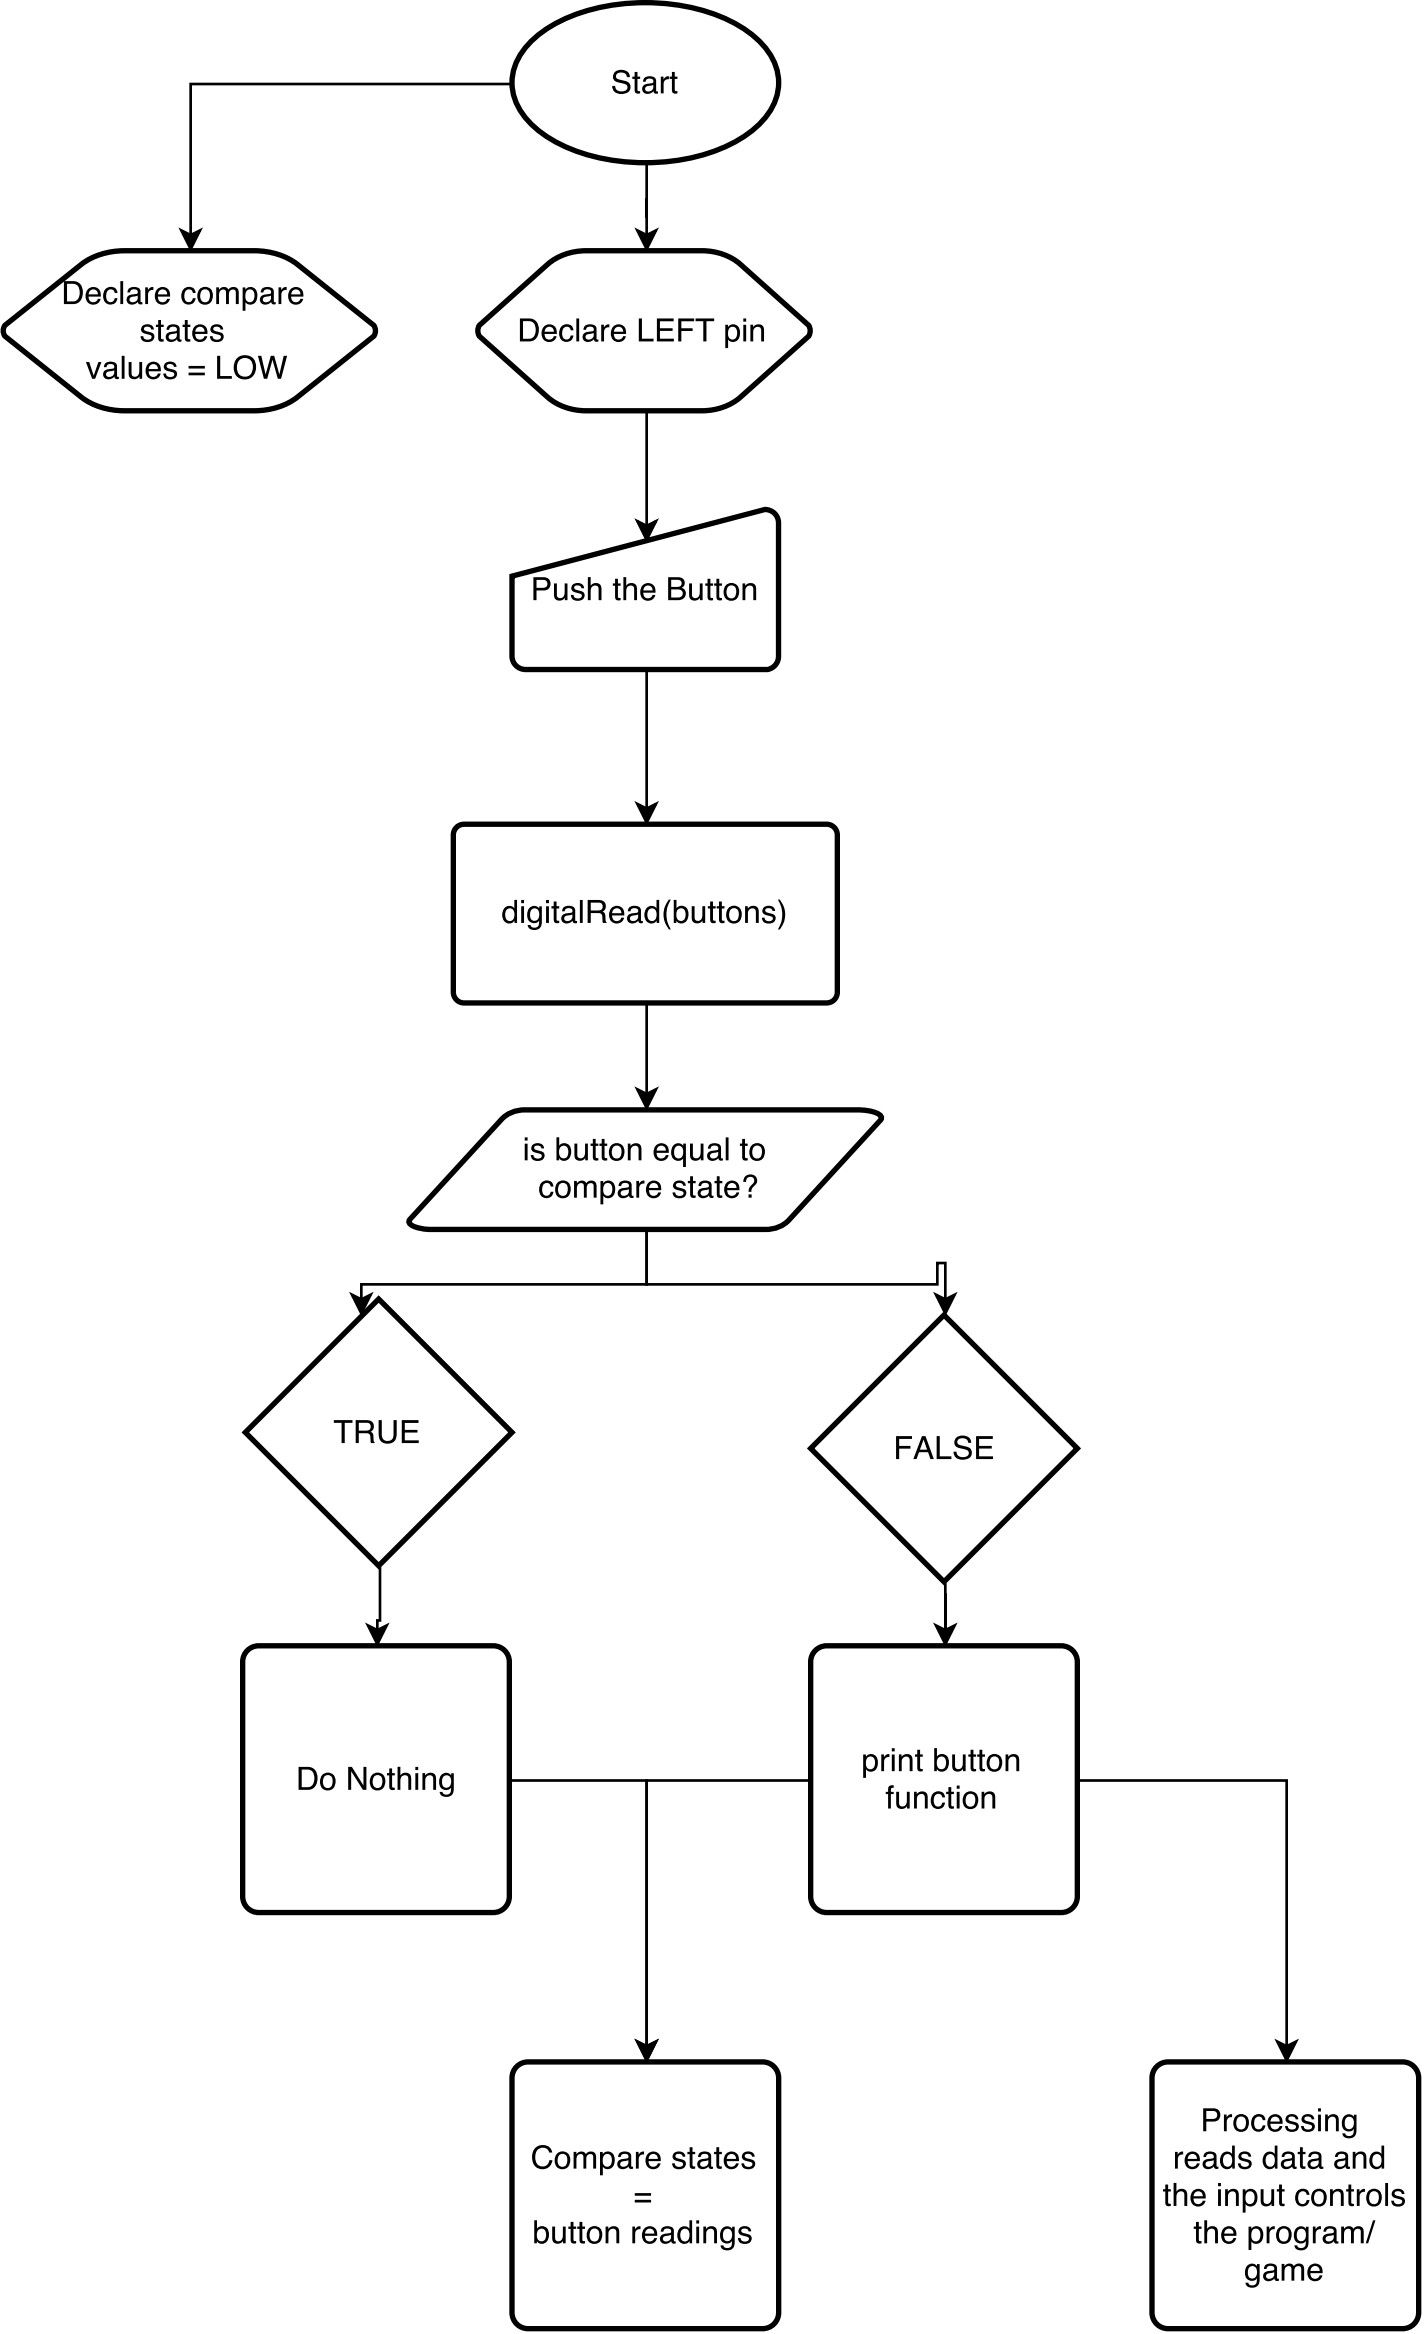 Start
Declare compare
states
values = LOW
Declare LEFT pin
Push the Button
digitalRead(buttons)
is button equal to
compare state?
TRUE
FALSE
Do Nothing
print button
function
Compare states
=
button readings
Processing
reads data and
the input controls
the program/
game